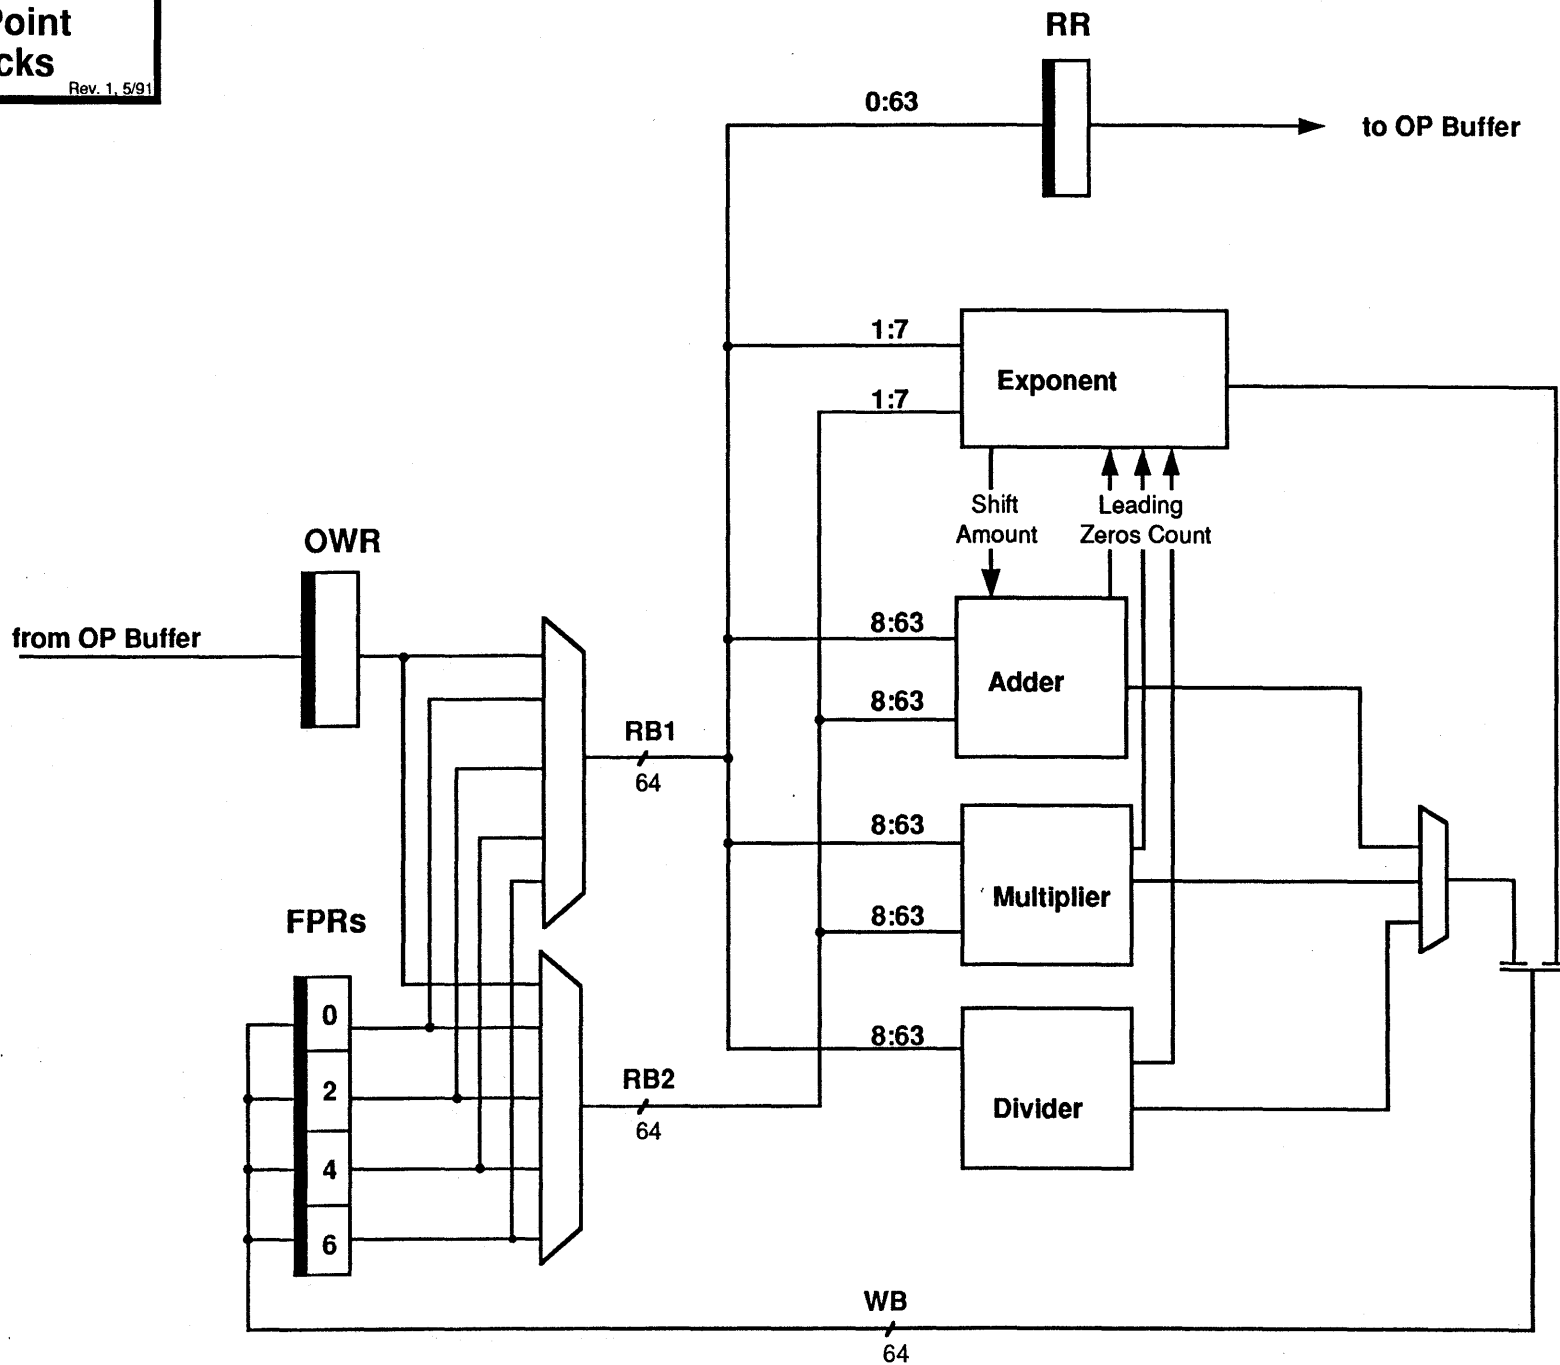 Point
cks
Rev. 1, 5/91
RR
0:63
to OP Buffer
1:7
Exponent
1:7
Shift
Amount
Leading
Zeros Count
OWR
from OP Buffer
8:63
Adder
8:63
RB1
64
8:63
Multiplier
8:63
FPRs
0
2
4
6
8:63
Divider
RB2
64
WB
64